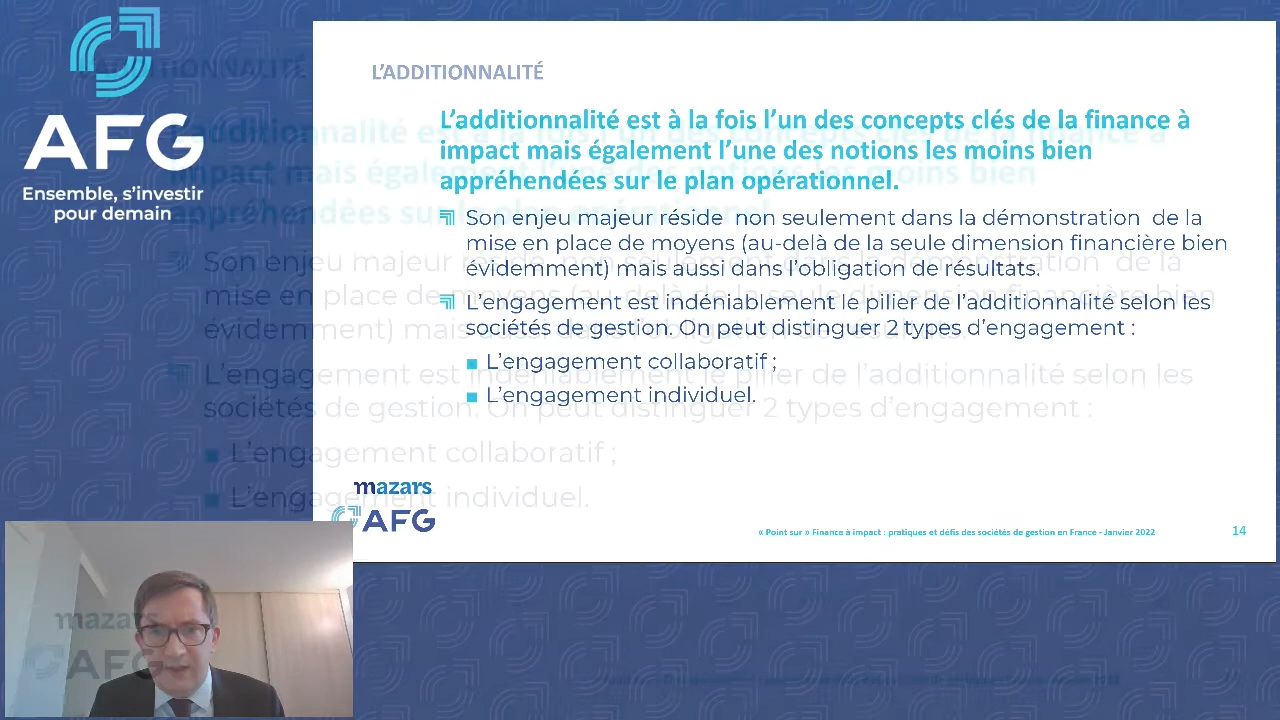 AFG
Ensemble, s'investir
pour demain
L'ADDITIONNALITÉ
L'additionnalité est à la fois l'un des concepts clés de la finance à
impact mais également l'une des notions les moins bien
appréhendées sur le plan opérationnel.
Son enjeu majeur réside non seulement dans la démonstration de la
mise en place de moyens (au-delà de la seule dimension financière bien
évidemment) mais aussi dans l'obligation de résultats.
L'engagement est indéniablement le pilier de l'additionnalité selon les
sociétés de gestion. On peut distinguer 2 types d'engagement :
L'engagement collaboratif ;
L'engagement individuel.
mazars
AFG
« Point sur » Finance à impact : pratiques et défis des sociétés de gestion en France - Janvier 2022
14